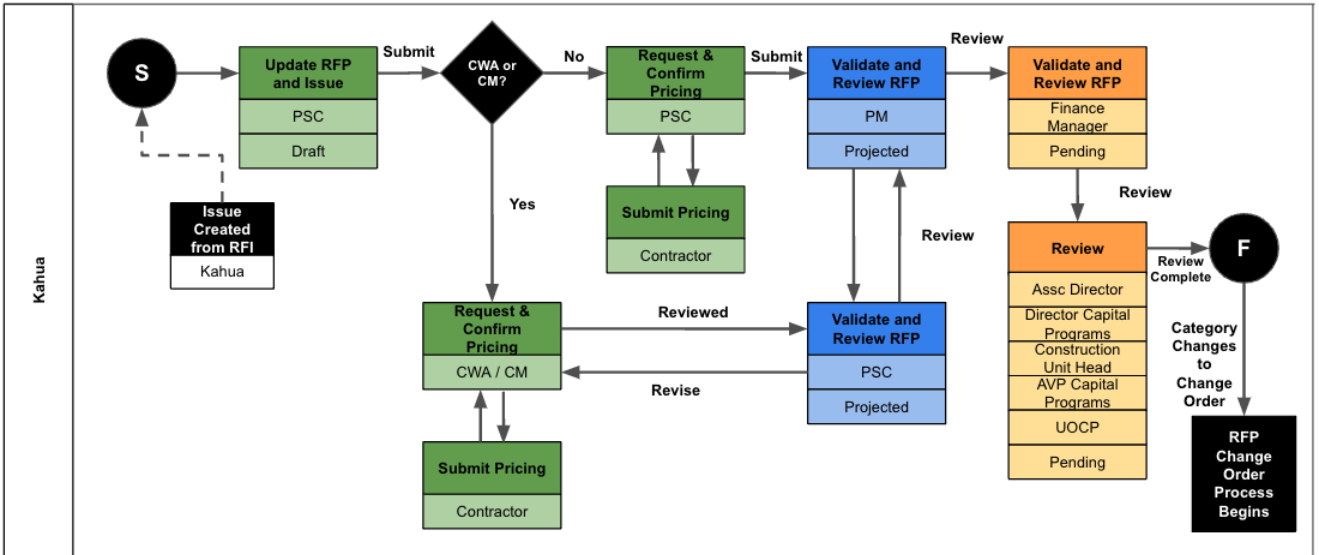 Kahua
S
Issue
Created
from RFI
Kahua
Update RFP
and Issue
PSC
Draft
Submit
CWA or
CM?
No
Yes
Request &
Confirm
Pricing
PSC
Submit Pricing
Contractor
Submit
Validate and
Review RFP
PM
Projected
Review
Validate and
Review RFP
Finance
Manager
Pending
Review
Review
Assc Director
Director Capital
Programs
Construction
Unit Head
AVP Capital
Programs
UOCP
Pending
Review
Complete
F
Category
Changes
to
Change
Order
RFP
Change
Order
Process
Begins
Request &
Confirm
Pricing
CWA / CM
Submit Pricing
Contractor
Reviewed
Revise
Validate and
Review RFP
PSC
Projected
Review